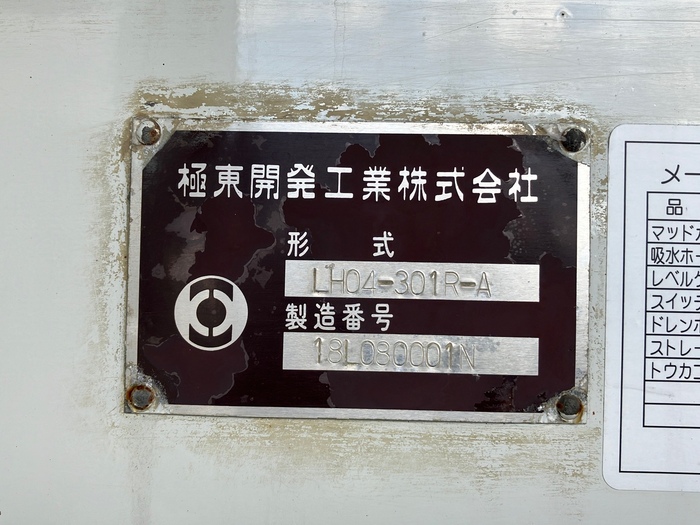 極東開発工業株式会社
形 式
LH04-301R-A
製造番号
18L080001N
メー
品
マッド
吸水ホー
レベル
スイッチ
ドレン
ストレー
トウカ